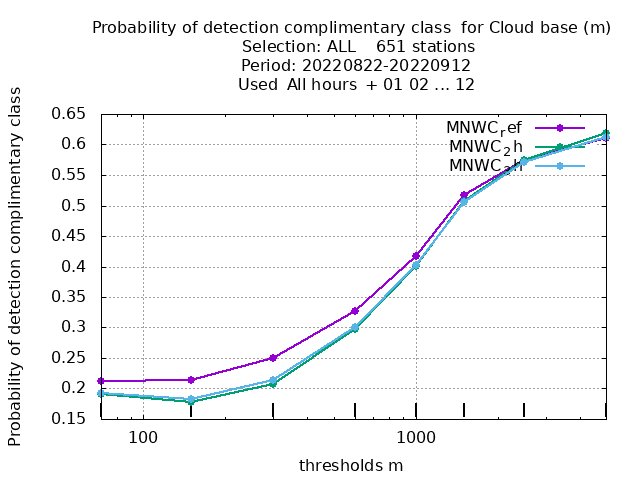 Probability of detection complimentary class for Cloud base (m)
Selection: ALL 651 stations
Period: 20220822-20220912
Used All hours + 01 02 ... 12
Probability of detection complimentary class
0.65
0.6
0.55
0.5
0.45
0.4
0.35
0.3
0.25
0.2
0.15
MNWC_ref
MNWC_2h
100
1000
thresholds m